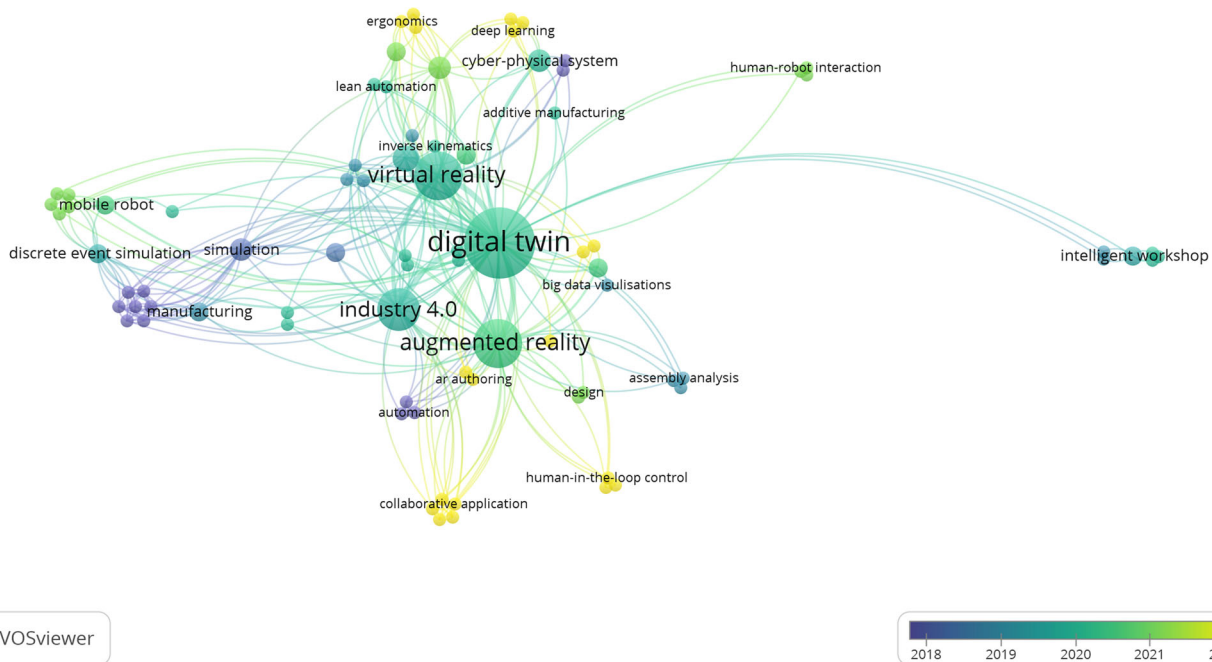 ergonomics
deep learning
cyber-physical system
human-robot interaction
lean automation
additive manufacturing
inverse kinematics
virtual reality
mobile robot
digital twin
discrete event simulation
simulation
intelligent workshop
big data visulisations
manufacturing
industry 4.0
augmented reality
ar authoring
assembly analysis
design
automation
human-in-the-loop control
collaborative application
VOSviewer
2018
2019
2020
2021